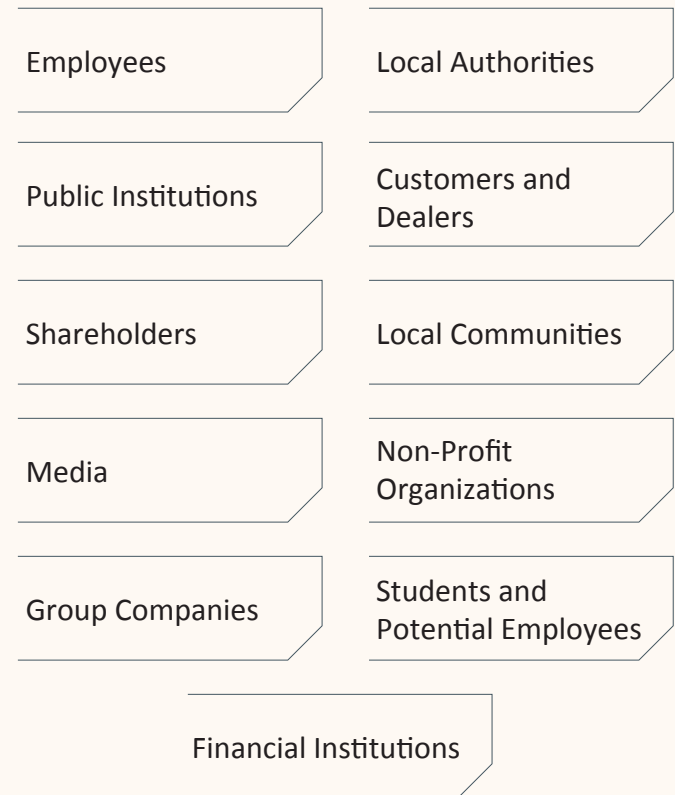 Employees
Local Authorities
Public Institutions
Customers and
Dealers
Shareholders
Local Communities
Media
Non-Profit
Organizations
Group Companies
Students and
Potential Employees
Financial Institutions